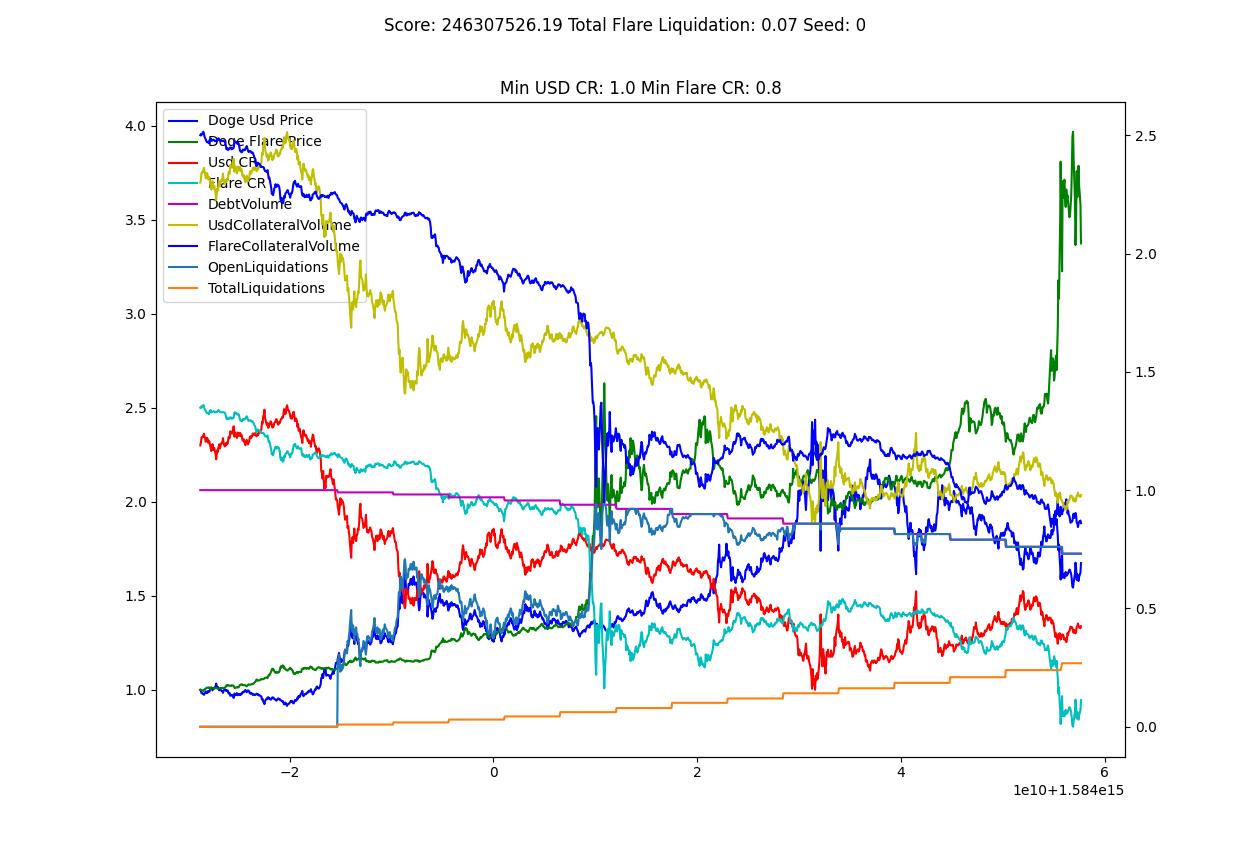 Score: 246307526.19 Total Flare Liquidation: 0.07 Seed: 0
Min USD CR: 1.0 Min Flare CR: 0.8
Doge Usd Price
Doge Flare Price
Usd CR
Flare CR
DebtVolume
UsdCollateralVolume
FlareCollateralVolume
OpenLiquidations
TotalLiquidations
4.0
3.5
3.0
2.5
2.0
1.5
1.0
2.5
2.0
1.5
1.0
0.5
0.0
−2
0
2
4
6
1e10+1.584e15